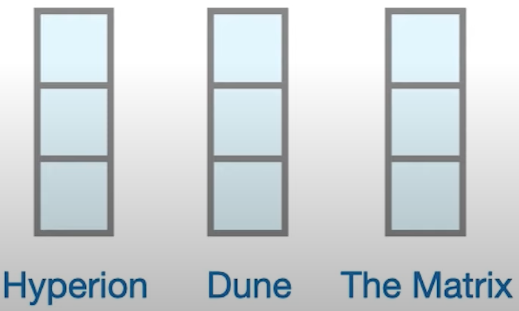 Hyperion Dune The Matrix